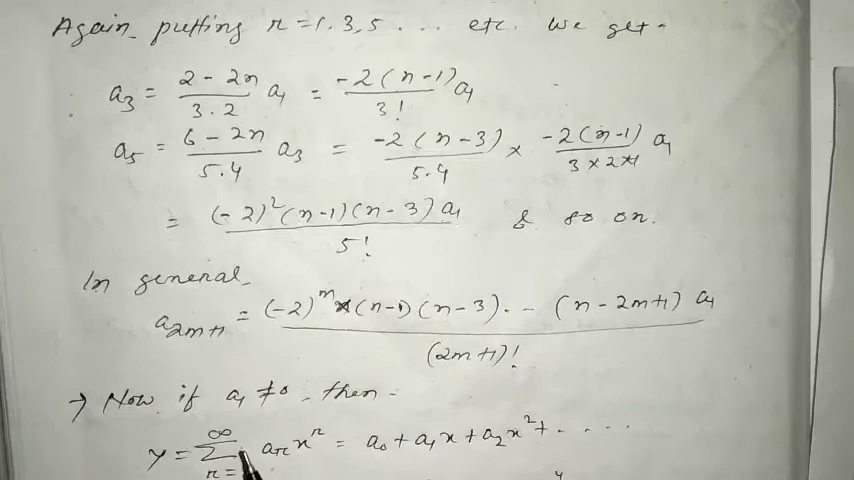 Again putting r=1.3,5 ... etc. we get-
a₃ = (2-2n)/(3.2) a₁ = (-2(n-1))/(3!) a₁
a₅ = (6-2n)/(5.4) a₃ = (-2(n-3))/(5.4) × (-2(n-1))/(3×2×1) a₁
= ((-2)²(n-1)(n-3) a₁)/(5!) & so on.
In general
a₂ₘ₊₁ = ((-2)ᵐ (n-1)(n-3).-- (n-2m+1) a₁)/((2m+1)!)
→ Now if a₁≠0, then-
y = ∑^∞_{r=} aᵣxʳ = a₀+a₁x+a₂x²+....